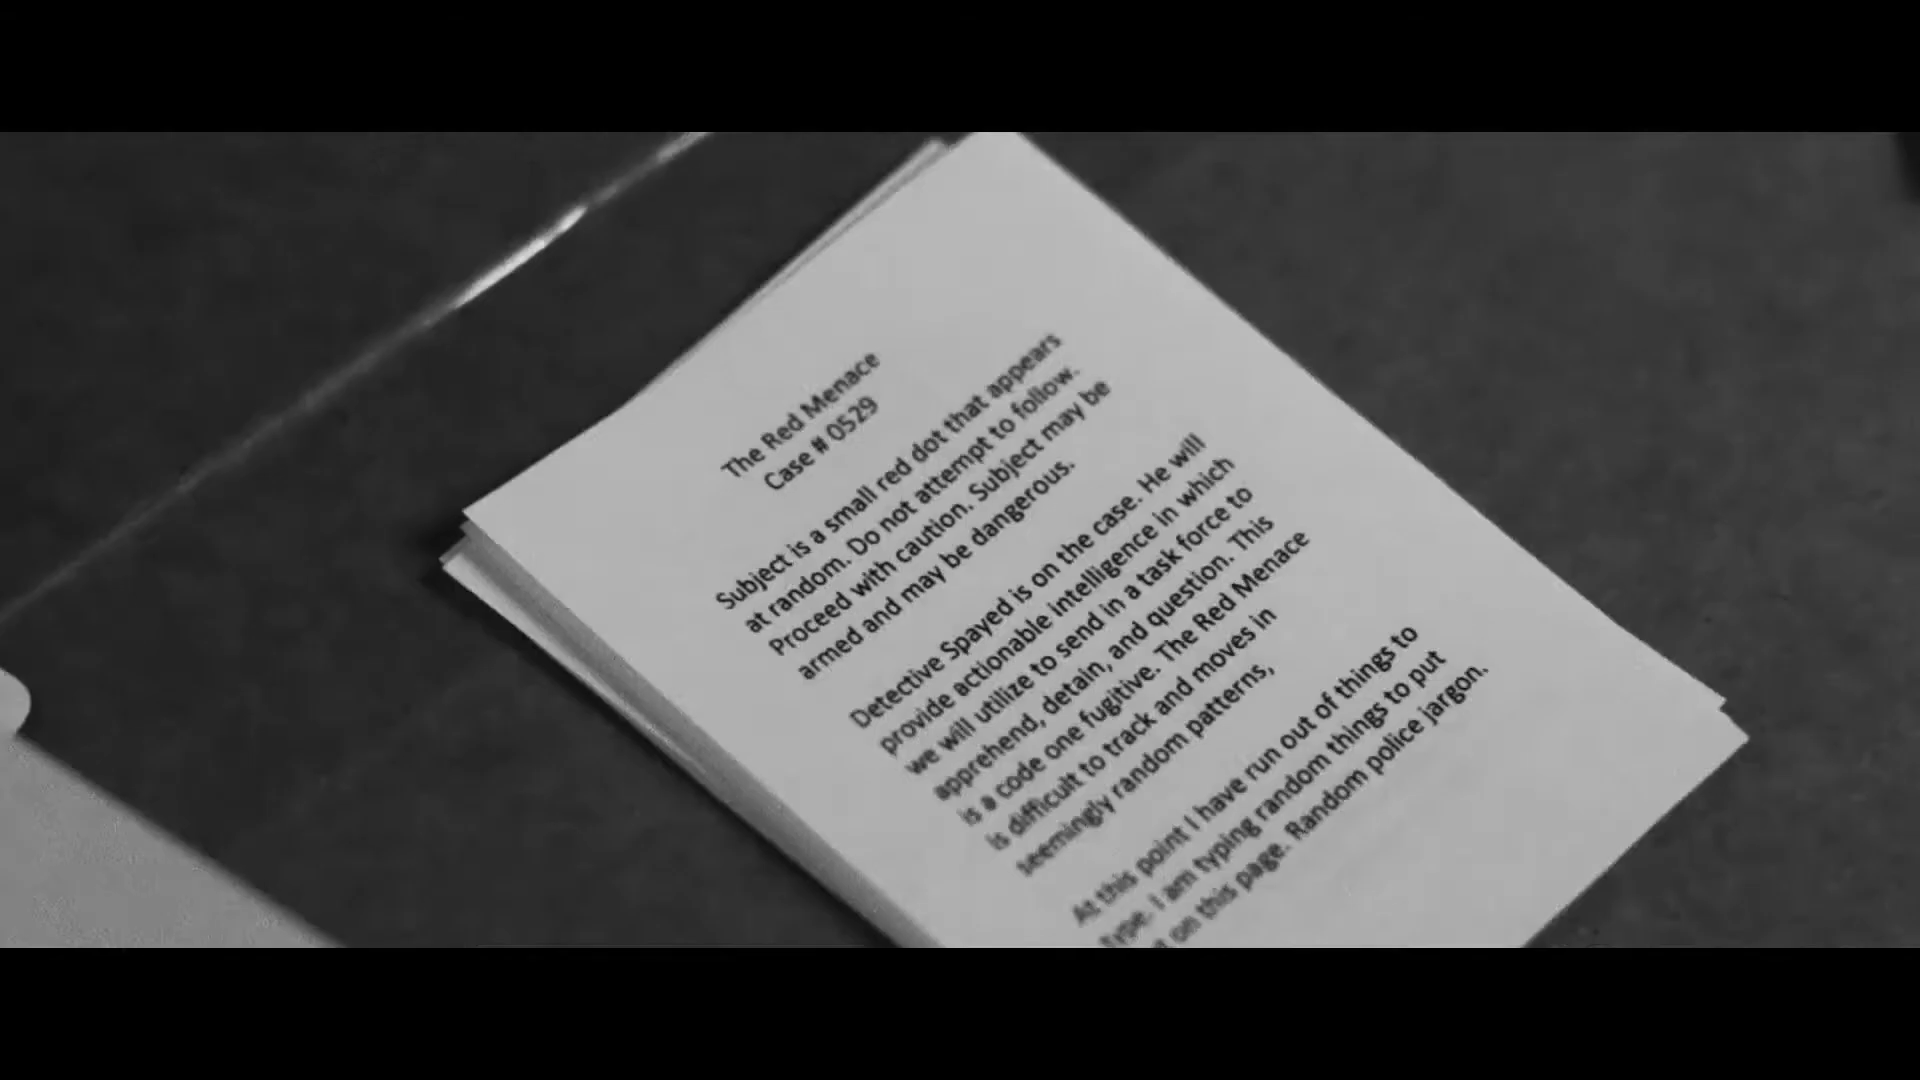 The Red Menace
Case # 0529
Subject is a small red dot that appears
at random. Do not attempt to follow.
Proceed with caution. Subject may be
armed and may be dangerous.
Detective Spayed is on the case. He will
provide actionable intelligence in which
we will utilize to send in a task force to
apprehend, detain, and question. This
is a code one fugitive. The Red Menace
is difficult to track and moves in
seemingly random patterns,
At this point I have run out of things to
type. I am typing random things to put
on this page. Random police jargon.